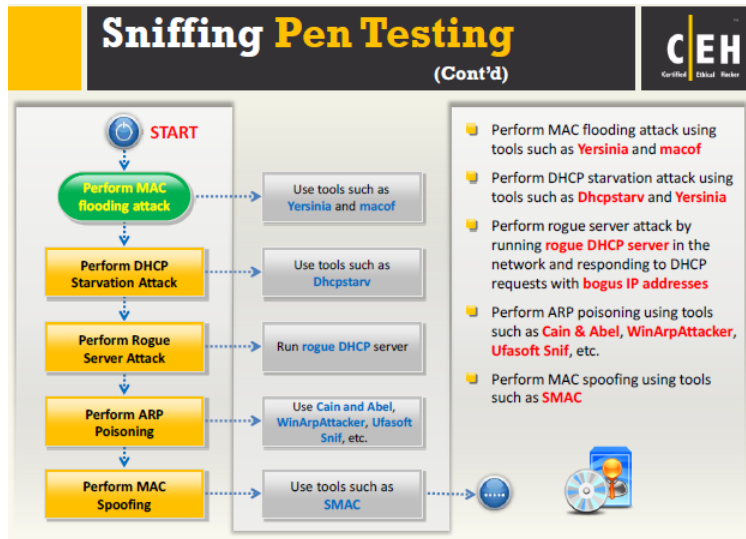 Sniffing Pen Testing
(Cont'd)
C|EH
Certified Ethical Hacker
START
Perform MAC
flooding attack
Use tools such as
Yersinia and macof
Perform DHCP
Starvation Attack
Use tools such as
Dhcpstarv
Perform Rogue
Server Attack
Run rogue DHCP server
Perform ARP
Poisoning
Use Cain and Abel,
WinArpAttacker, Ufasoft
Snif, etc.
Perform MAC
Spoofing
Use tools such as
SMAC
Perform MAC flooding attack using
tools such as Yersinia and macof
Perform DHCP starvation attack using
tools such as Dhcpstarv and Yersinia
Perform rogue server attack by
running rogue DHCP server in the
network and responding to DHCP
requests with bogus IP addresses
Perform ARP poisoning using tools
such as Cain & Abel, WinArpAttacker,
Ufasoft Snif, etc.
Perform MAC spoofing using tools
such as SMAC